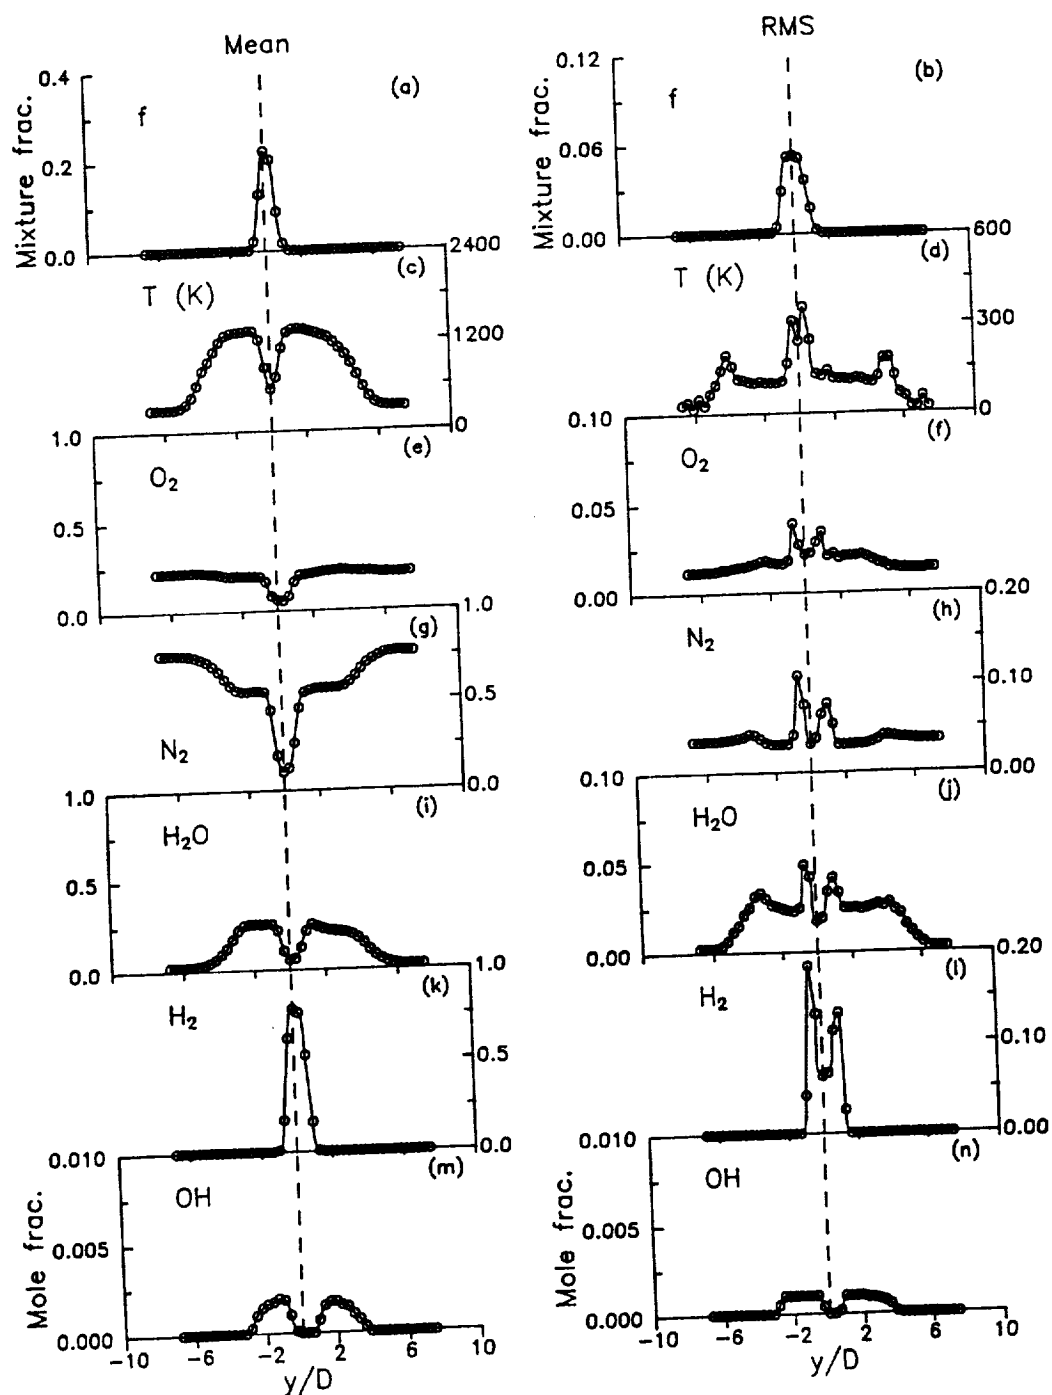 Mean
RMS
(a)
f
Mixture frac.
0.4
0.2
0.0
(b)
f
Mixture frac.
0.12
0.06
0.00
(c)
T (K)
2400
1200
0
(d)
T (K)
600
300
0
(e)
O₂
1.0
0.5
0.0
(f)
O₂
0.10
0.05
0.00
(g)
N₂
1.0
0.5
0.0
(h)
N₂
0.20
0.10
0.00
(i)
H₂O
1.0
0.5
0.0
(j)
H₂O
0.10
0.05
0.00
(k)
H₂
1.0
0.5
0.0
(l)
H₂
0.20
0.10
0.00
(m)
OH
Mole frac.
0.010
0.005
0.000
-10 -6 -2 2 6 10
y/D
(n)
OH
Mole frac.
0.010
0.005
0.000
-10 -6 -2 2 6 10
y/D